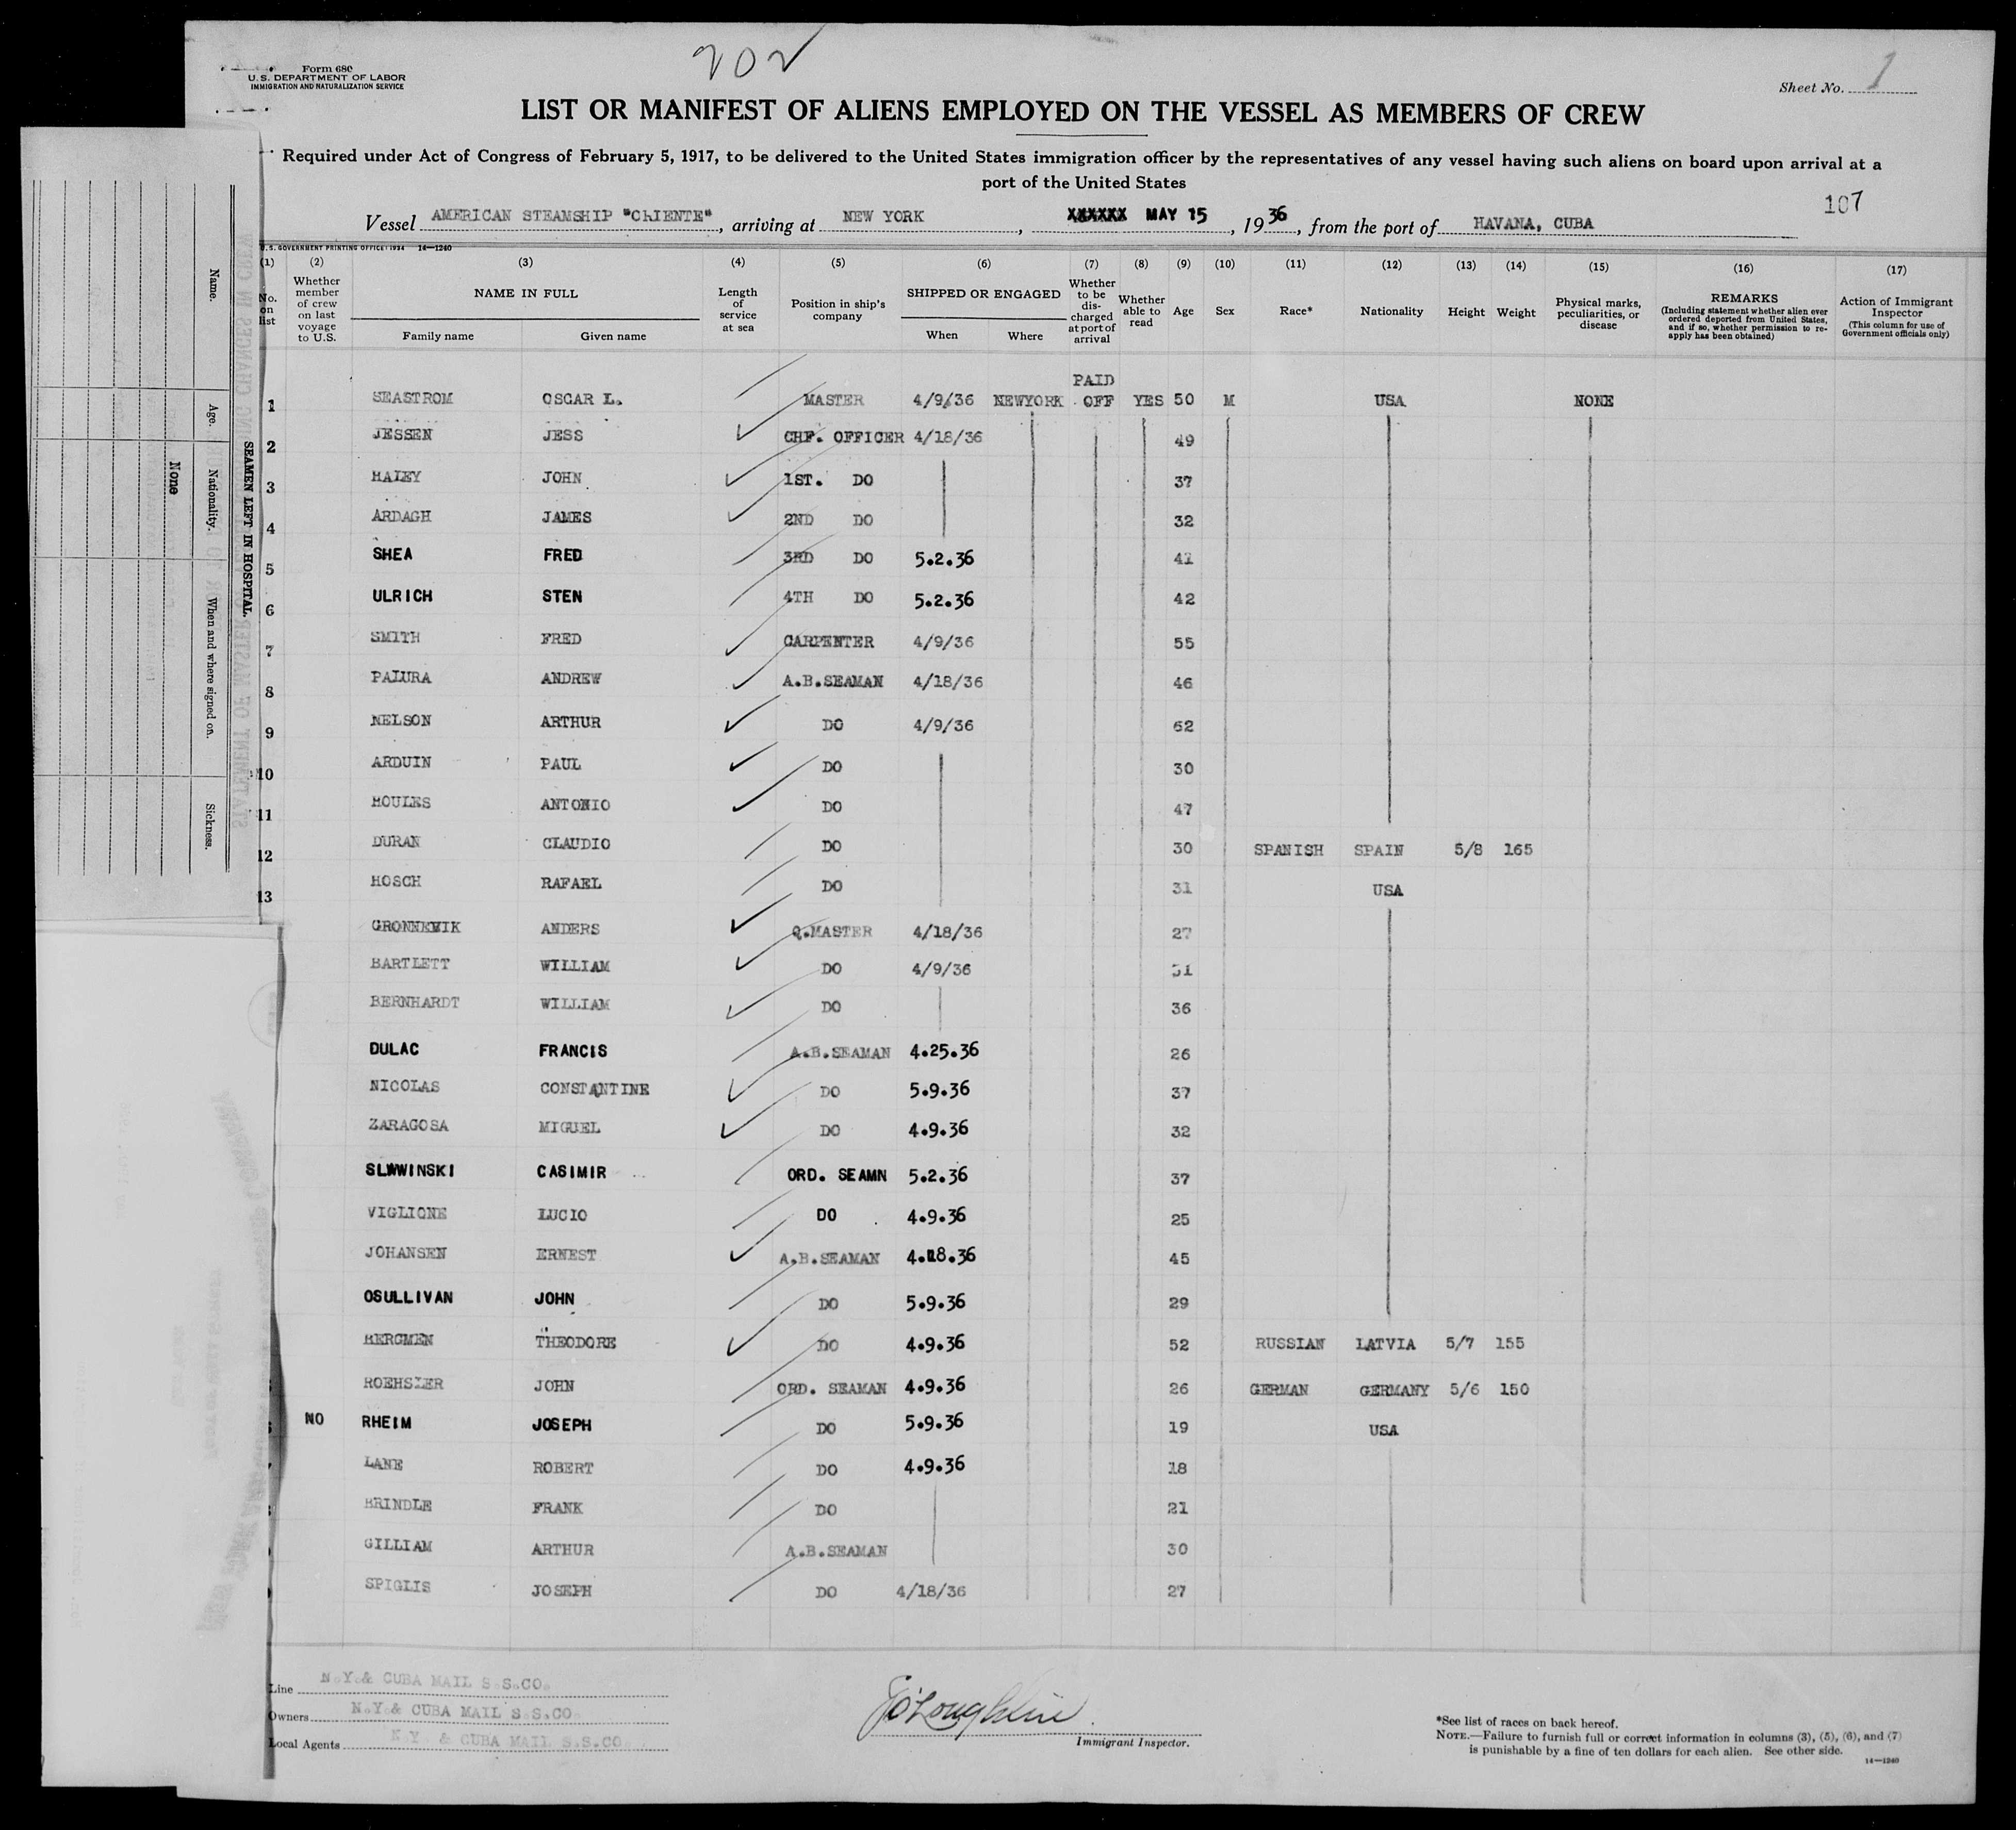 202
Form 680
U. S. DEPARTMENT OF LABOR
IMMIGRATION AND NATURALIZATION SERVICE
Sheet No. 1
LIST OR MANIFEST OF ALIENS EMPLOYED ON THE VESSEL AS MEMBERS OF CREW
Required under Act of Congress of February 5, 1917, to be delivered to the United States immigration officer by the representatives of any vessel having such aliens on board upon arrival at a
port of the United States
107
Vessel AMERICAN STEAMSHIP "ORIENTE", arriving at NEW YORK, XXXXXX MAY 15, 1936, from the port of HAVANA, CUBA
U. S. GOVERNMENT PRINTING OFFICE: 1934 14—1240
(1) (2) (3) (4) (5) (6) (7) (8) (9) (10) (11) (12) (13) (14) (15) (16) (17)
No. on list
Whether member of crew on last voyage to U.S.
NAME IN FULL
Family name Given name
Length of service at sea
Position in ship's company
SHIPPED OR ENGAGED
When Where
Whether to be discharged at port of arrival
Whether able to read
Age
Sex
Race*
Nationality
Height
Weight
Physical marks, peculiarities, or disease
REMARKS
(Including statement whether alien ever ordered deported from United States, and if so, whether permission to reapply has been obtained)
Action of Immigrant Inspector
(This column for use of Government officials only)
1 SEASTROM OSCAR L. MASTER 4/9/36 NEWYORK PAID OFF YES 50 M USA NONE
2 JESSEN JESS CHF. OFFICER 4/18/36 49
3 HALEY JOHN 1ST. DO 37
4 ARDAGH JAMES 2ND DO 32
5 SHEA FRED 3RD DO 5.2.36 41
6 ULRICH STEN 4TH DO 5.2.36 42
7 SMITH FRED CARPENTER 4/9/36 55
8 PALURA ANDREW A.B.SEAMAN 4/18/36 46
9 NELSON ARTHUR DO 4/9/36 62
10 ARDUIN PAUL DO 30
11 BOULES ANTONIO DO 47
12 DURAN CLAUDIO DO 30 SPANISH SPAIN 5/8 165
13 HOSCH RAFAEL DO 31 USA
GRONNEVIK ANDERS Q.MASTER 4/18/36 27
BARTLETT WILLIAM DO 4/9/36 31
BERNHARDT WILLIAM DO 36
DULAC FRANCIS A.B.SEAMAN 4.25.36 26
NICOLAS CONSTANTINE DO 5.9.36 37
ZARAGOSA MIGUEL DO 4.9.36 32
SLAWINSKI CASIMIR ORD. SEAMN 5.2.36 37
VIGLIONE LUCIO DO 4.9.36 25
JOHANSEN ERNEST A.B.SEAMAN 4.18.36 45
OSULLIVAN JOHN DO 5.9.36 29
BERGMEN THEODORE DO 4.9.36 52 RUSSIAN LATVIA 5/7 155
ROEHSLER JOHN ORD. SEAMAN 4.9.36 26 GERMAN GERMANY 5/6 150
NO RHEIM JOSEPH DO 5.9.36 19 USA
LANE ROBERT DO 4.9.36 18
BRINDLE FRANK DO 21
GILLIAM ARTHUR A.B.SEAMAN 30
SPIGLIS JOSEPH DO 4/18/36 27
Line N.Y.& CUBA MAIL S.S.CO.
Owners N.Y.& CUBA MAIL S.S.CO.
Local Agents N.Y. & CUBA MAIL S.S.CO
O'Loughlin
Immigrant Inspector.
*See list of races on back hereof.
NOTE.—Failure to furnish full or correct information in columns (3), (5), (6), and (7)
is punishable by a fine of ten dollars for each alien. See other side.
14—1240
SEAMEN LEFT IN HOSPITAL.
Name. Age. Nationality. When and where signed on. Sickness.
None